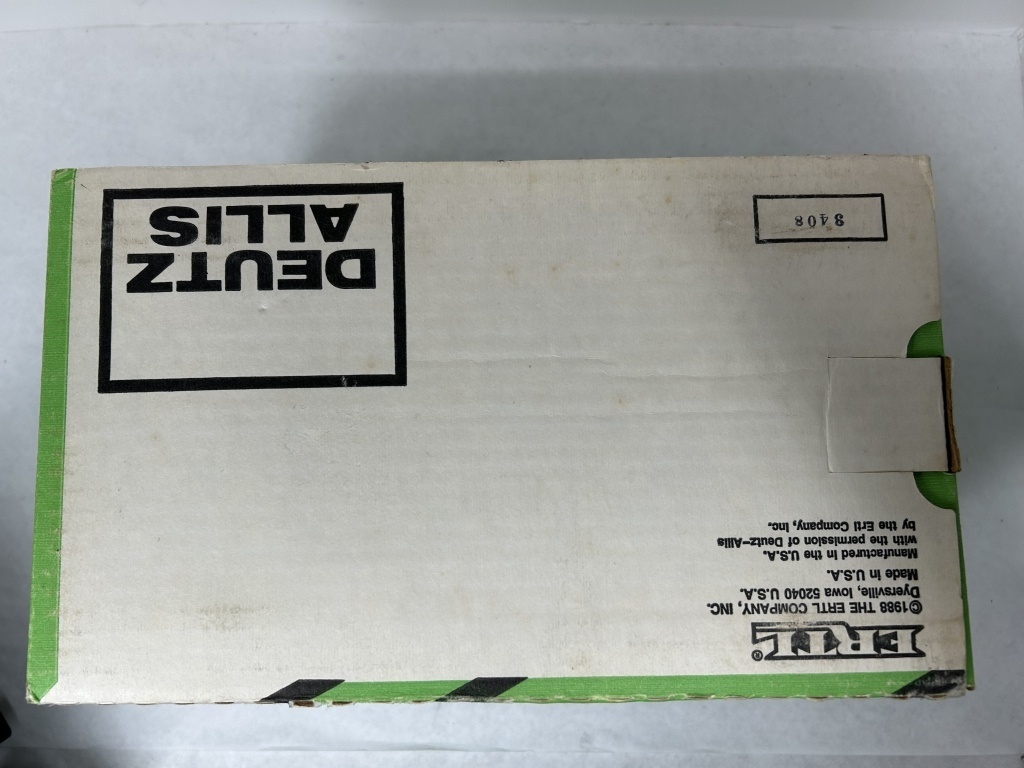 ERTL®
©1988 THE ERTL COMPANY, INC.
Dyersville, Iowa 52040 U.S.A.
Made in U.S.A.
Manufactured in the U.S.A.
with the permission of Deutz-Allis
by the Ertl Company, Inc.
DEUTZ
ALLIS